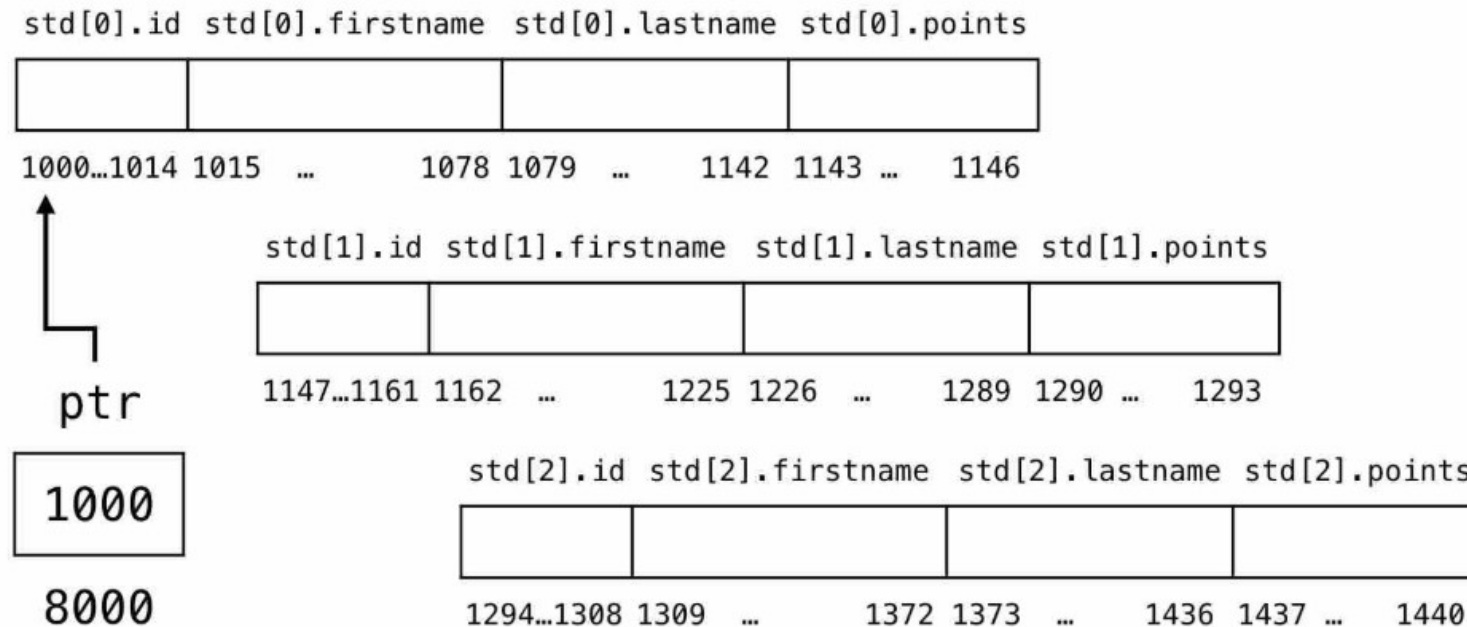 std[0].id std[0].firstname std[0].lastname std[0].points
1000…1014 1015 … 1078 1079 … 1142 1143 … 1146
std[1].id std[1].firstname std[1].lastname std[1].points
1147…1161 1162 … 1225 1226 … 1289 1290 … 1293
ptr
std[2].id std[2].firstname std[2].lastname std[2].points
1000
1294…1308 1309 … 1372 1373 … 1436 1437 … 1440
8000